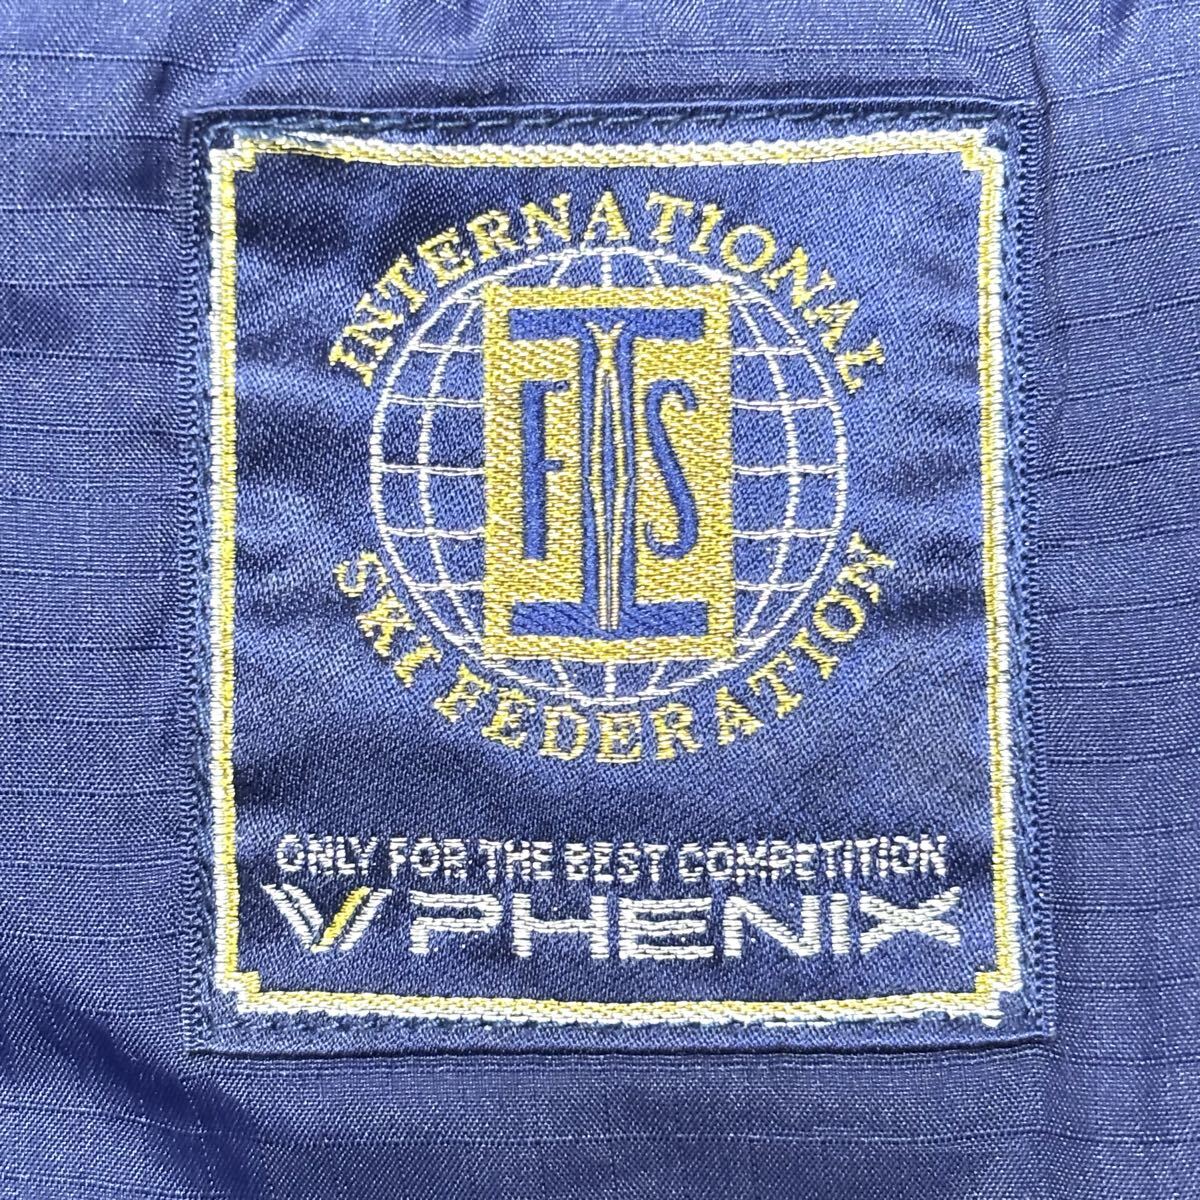 INTERNATIONAL
FIS
SKI FEDERATION
ONLY FOR THE BEST COMPETITION
PHENIX